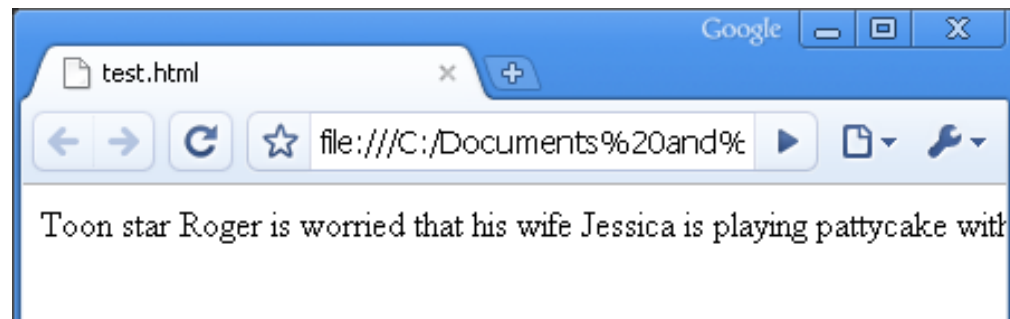 Google
test.html
file:///C:/Documents%20and%
Toon star Roger is worried that his wife Jessica is playing pattycake with